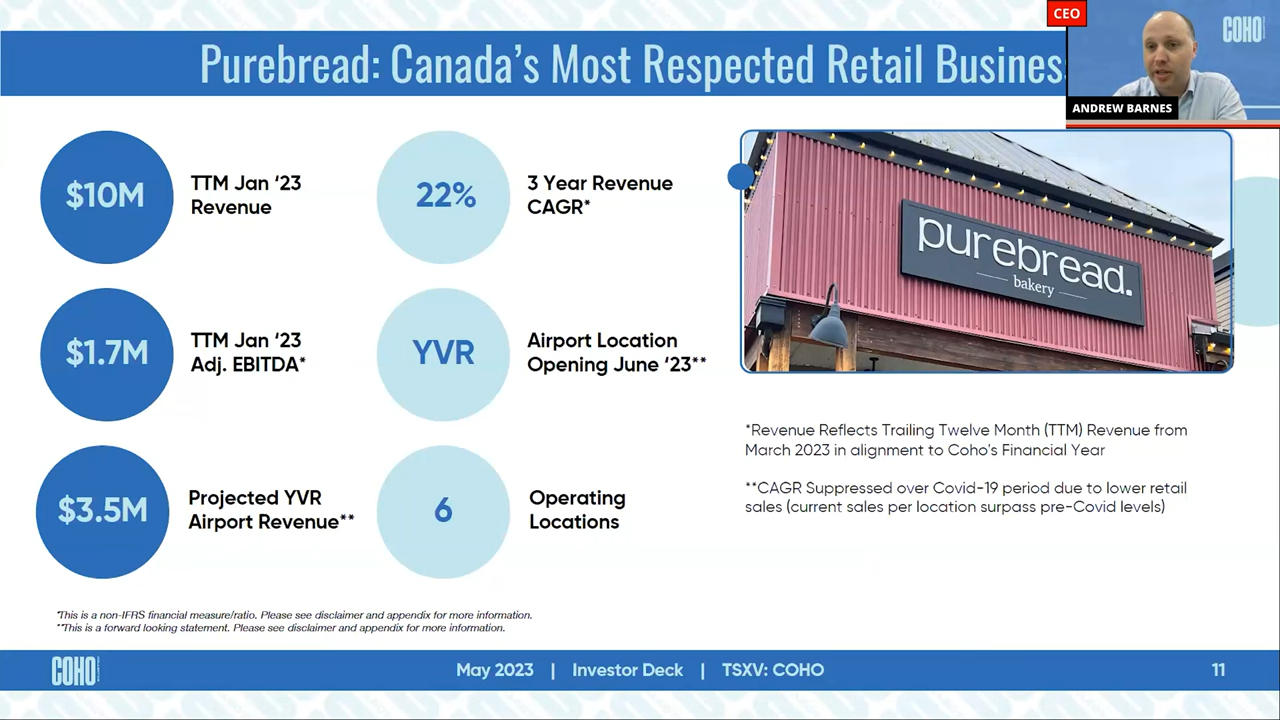 Purebread: Canada's Most Respected Retail Busines
CEO
COHO
ANDREW BARNES
$10M
TTM Jan ‘23
Revenue
22%
3 Year Revenue
CAGR*
$1.7M
TTM Jan ‘23
Adj. EBITDA*
YVR
Airport Location
Opening June ‘23**
$3.5M
Projected YVR
Airport Revenue**
6
Operating
Locations
purebread.
bakery
*Revenue Reflects Trailing Twelve Month (TTM) Revenue from
March 2023 in alignment to Coho's Financial Year
**CAGR Suppressed over Covid-19 period due to lower retail
sales (current sales per location surpass pre-Covid levels)
*This is a non-IFRS financial measure/ratio. Please see disclaimer and appendix for more information.
**This is a forward looking statement. Please see disclaimer and appendix for more information.
COHO
May 2023 | Investor Deck | TSXV: COHO
11